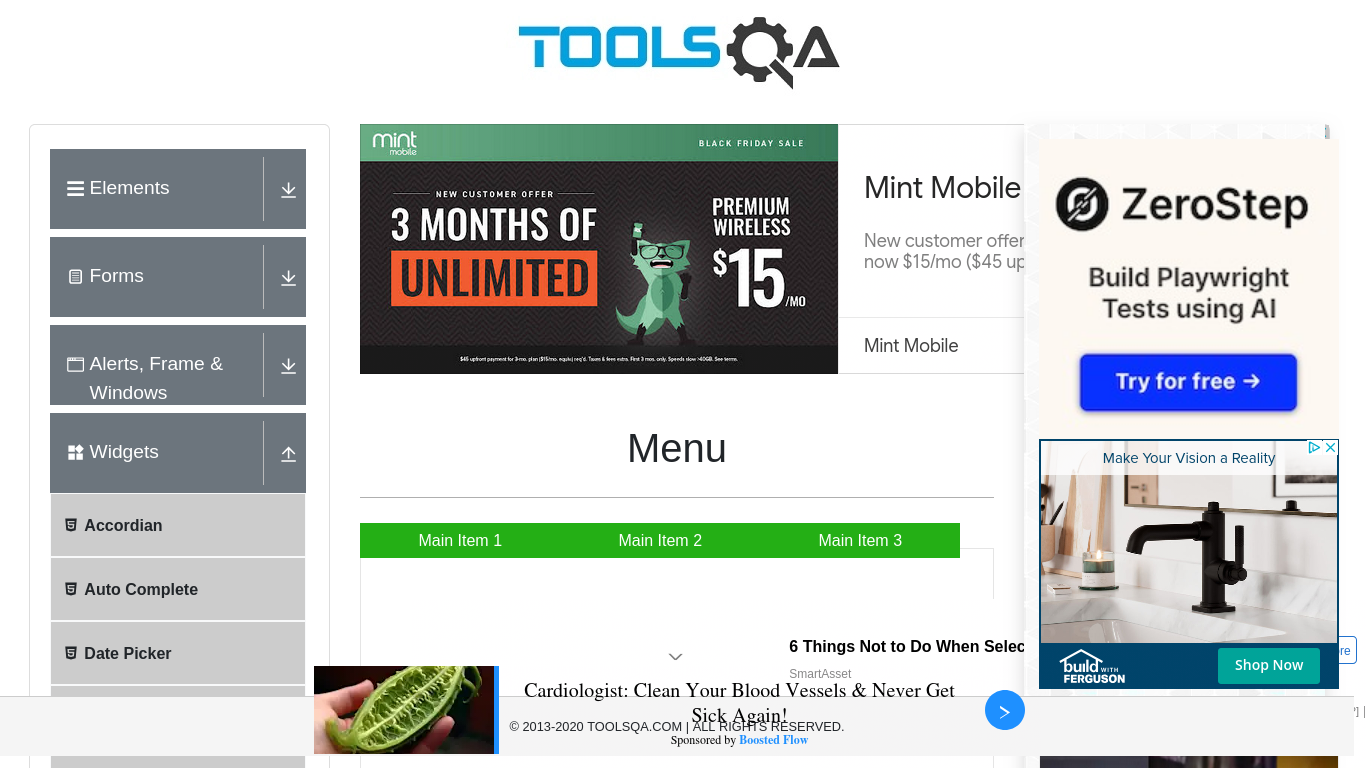 TOOLSQA
Elements
Forms
Alerts, Frame &
Windows
Widgets
Accordian
Auto Complete
Date Picker
mint
mobile
BLACK FRIDAY SALE
NEW CUSTOMER OFFER
3 MONTHS OF
UNLIMITED
PREMIUM
WIRELESS
$15/MO
$45 upfront payment for 3-mo. plan ($15/mo. equiv.) req'd. Taxes & fees extra. First 3 mos. only. Speeds slow >40GB. See terms.
Mint Mobile
New customer offer
now $15/mo ($45 up
Mint Mobile
Menu
Main Item 1
Main Item 2
Main Item 3
6 Things Not to Do When Selec
SmartAsset
Cardiologist: Clean Your Blood Vessels & Never Get
Sick Again!
Sponsored by Boosted Flow
© 2013-2020 TOOLSQA.COM | ALL RIGHTS RESERVED.
ZeroStep
Build Playwright
Tests using AI
Try for free →
Make Your Vision a Reality
build WITH
FERGUSON
Shop Now